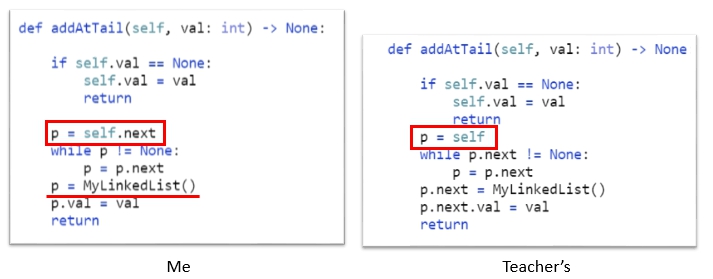 def addAtTail(self, val: int) -> None:
if self.val == None:
self.val = val
return
p = self.next
while p != None:
p = p.next
p = MyLinkedList()
p.val = val
return
Me
def addAtTail(self, val: int) -> None
if self.val == None:
self.val = val
return
p = self
while p.next != None:
p = p.next
p.next = MyLinkedList()
p.next.val = val
return
Teacher's